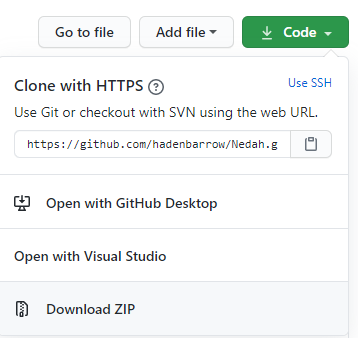 Go to file
Add file
Code
Clone with HTTPS
Use SSH
Use Git or checkout with SVN using the web URL.
https://github.com/hadenbarrow/Nedah.g
Open with GitHub Desktop
Open with Visual Studio
Download ZIP